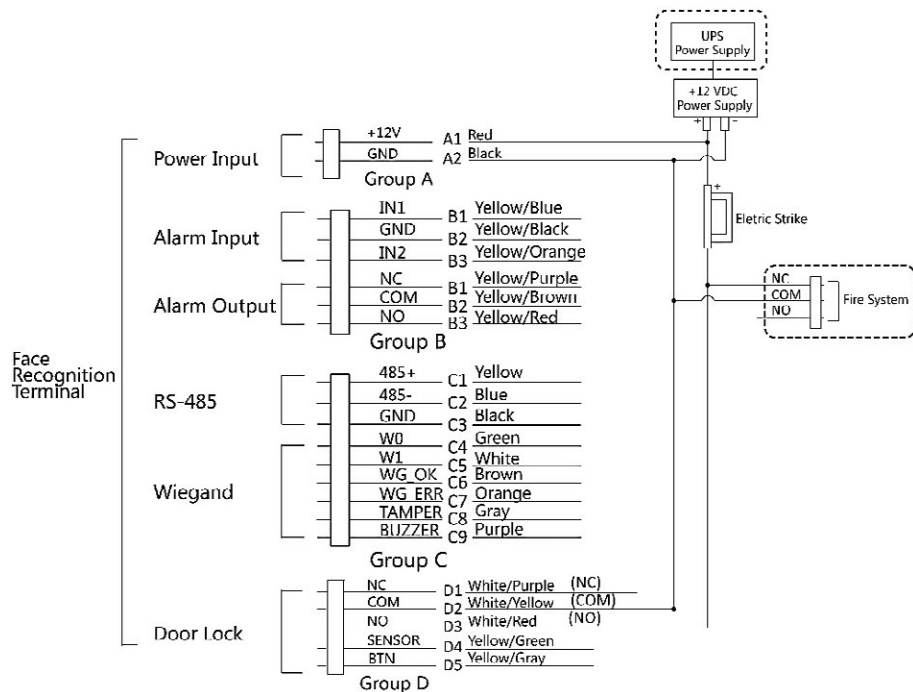 UPS
Power Supply
+12 VDC
Power Supply
+ −
Power Input
+12V A1 Red
GND A2 Black
Group A
+
Eletric Strike
Alarm Input
IN1 B1 Yellow/Blue
GND B2 Yellow/Black
IN2 B3 Yellow/Orange
Alarm Output
NC B1 Yellow/Purple
COM B2 Yellow/Brown
NO B3 Yellow/Red
Group B
NC
COM
NO
Fire System
Face
Recognition
Terminal
RS-485
485+ C1 Yellow
485- C2 Blue
GND C3 Black
Wiegand
W0 C4 Green
W1 C5 White
WG_OK C6 Brown
WG_ERR C7 Orange
TAMPER C8 Gray
BUZZER C9 Purple
Group C
Door Lock
NC D1 White/Purple (NC)
COM D2 White/Yellow (COM)
NO D3 White/Red (NO)
SENSOR D4 Yellow/Green
BTN D5 Yellow/Gray
Group D